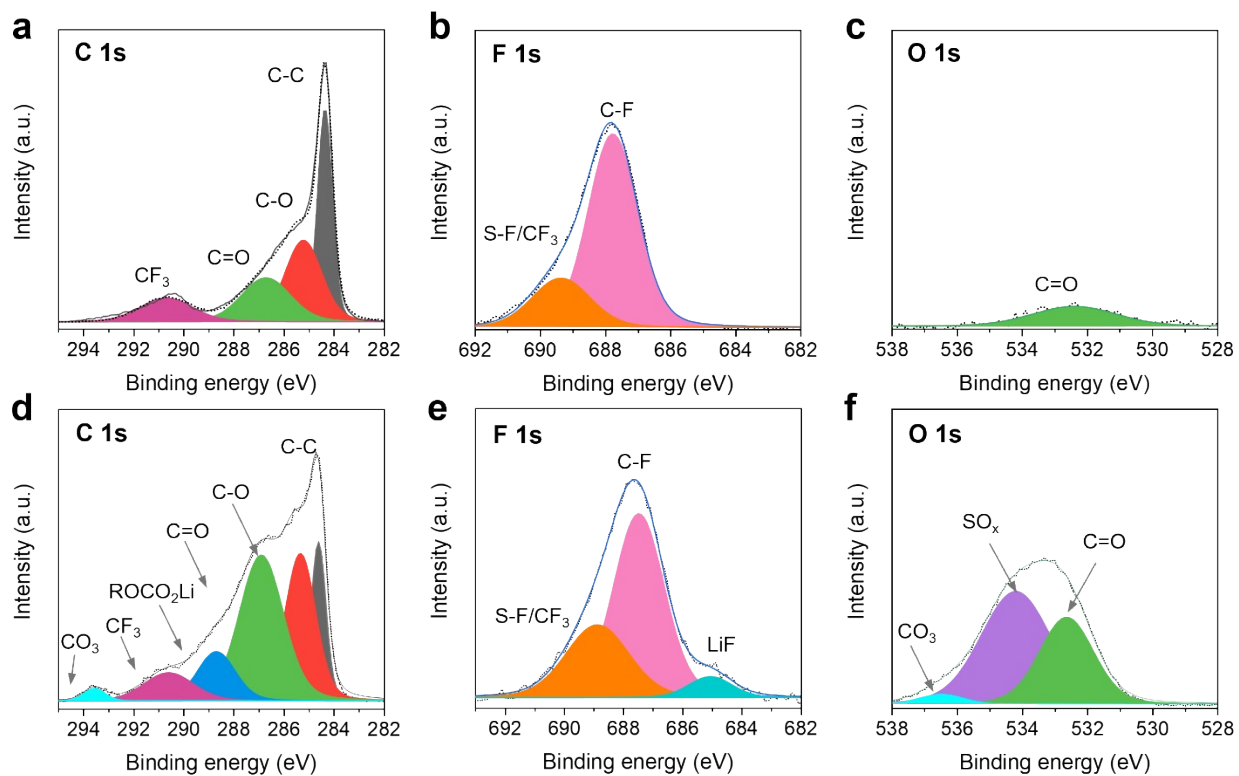 a
C 1s
C-C
C-O
C=O
CF₃
Intensity (a.u.)
294 292 290 288 286 284 282
Binding energy (eV)
b
F 1s
C-F
S-F/CF₃
Intensity (a.u.)
692 690 688 686 684 682
Binding energy (eV)
c
O 1s
C=O
Intensity (a.u.)
538 536 534 532 530 528
Binding energy (eV)
d
C 1s
C-C
C-O
C=O
ROCO₂Li
CF₃
CO₃
Intensity (a.u.)
294 292 290 288 286 284 282
Binding energy (eV)
e
F 1s
C-F
S-F/CF₃
LiF
Intensity (a.u.)
692 690 688 686 684 682
Binding energy (eV)
f
O 1s
SOₓ
C=O
CO₃
Intensity (a.u.)
538 536 534 532 530 528
Binding energy (eV)